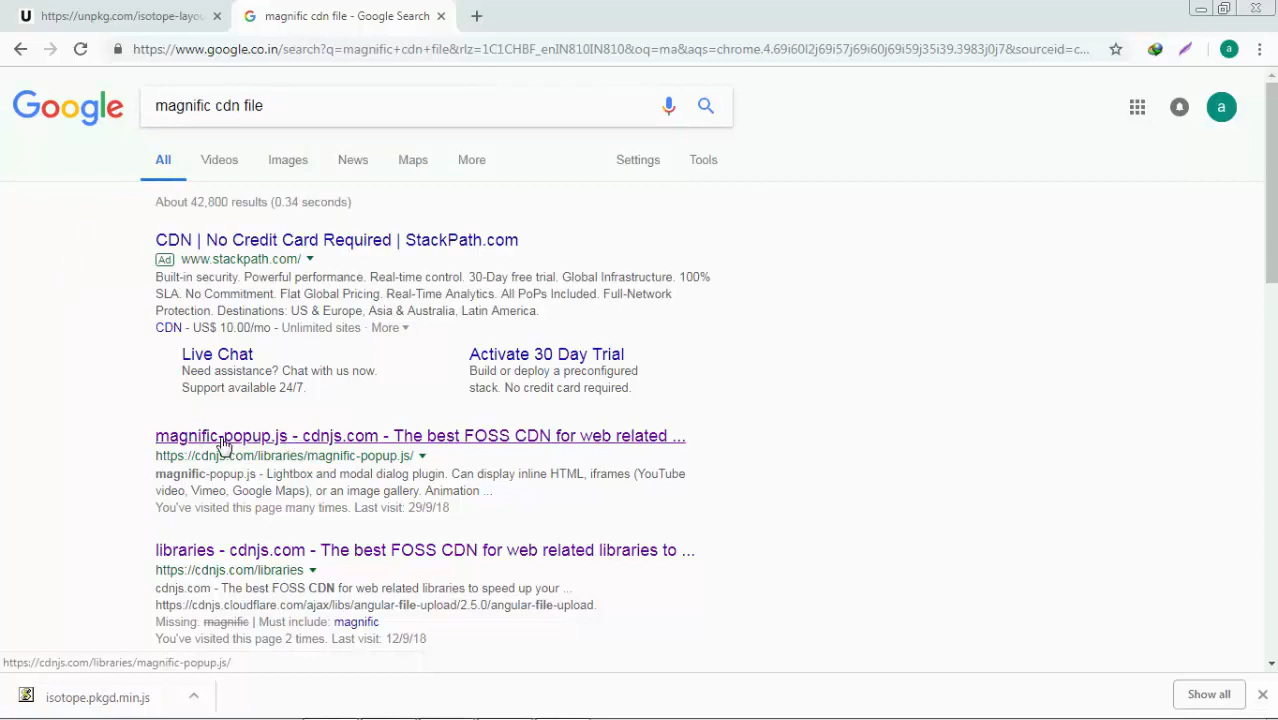 U https://unpkg.com/isotope-layou
G magnific cdn file - Google Search
https://www.google.co.in/search?q=magnific+cdn+file&rlz=1C1CHBF_enIN810IN810&oq=ma&aqs=chrome.4.69i60l2j69i57j69i60j69i59j35i39.3983j0j7&sourceid=c...
a
Google
magnific cdn file
a
All Videos Images News Maps More Settings Tools
About 42,800 results (0.34 seconds)
CDN | No Credit Card Required | StackPath.com
Ad www.stackpath.com/
Built-in security. Powerful performance. Real-time control. 30-Day free trial. Global Infrastructure. 100%
SLA. No Commitment. Flat Global Pricing. Real-Time Analytics. All PoPs Included. Full-Network
Protection. Destinations: US & Europe, Asia & Australia, Latin America.
CDN - US$ 10.00/mo - Unlimited sites · More
Live Chat Activate 30 Day Trial
Need assistance? Chat with us now. Build or deploy a preconfigured
Support available 24/7. stack. No credit card required.
magnific-popup.js - cdnjs.com - The best FOSS CDN for web related ...
https://cdnjs.com/libraries/magnific-popup.js/
magnific-popup.js - Lightbox and modal dialog plugin. Can display inline HTML, iframes (YouTube
video, Vimeo, Google Maps), or an image gallery. Animation ...
You've visited this page many times. Last visit: 29/9/18
libraries - cdnjs.com - The best FOSS CDN for web related libraries to ...
https://cdnjs.com/libraries
cdnjs.com - The best FOSS CDN for web related libraries to speed up your ...
https://cdnjs.cloudflare.com/ajax/libs/angular-file-upload/2.5.0/angular-file-upload.
Missing: magnific | Must include: magnific
You've visited this page 2 times. Last visit: 12/9/18
https://cdnjs.com/libraries/magnific-popup.js/
isotope.pkgd.min.js
Show all